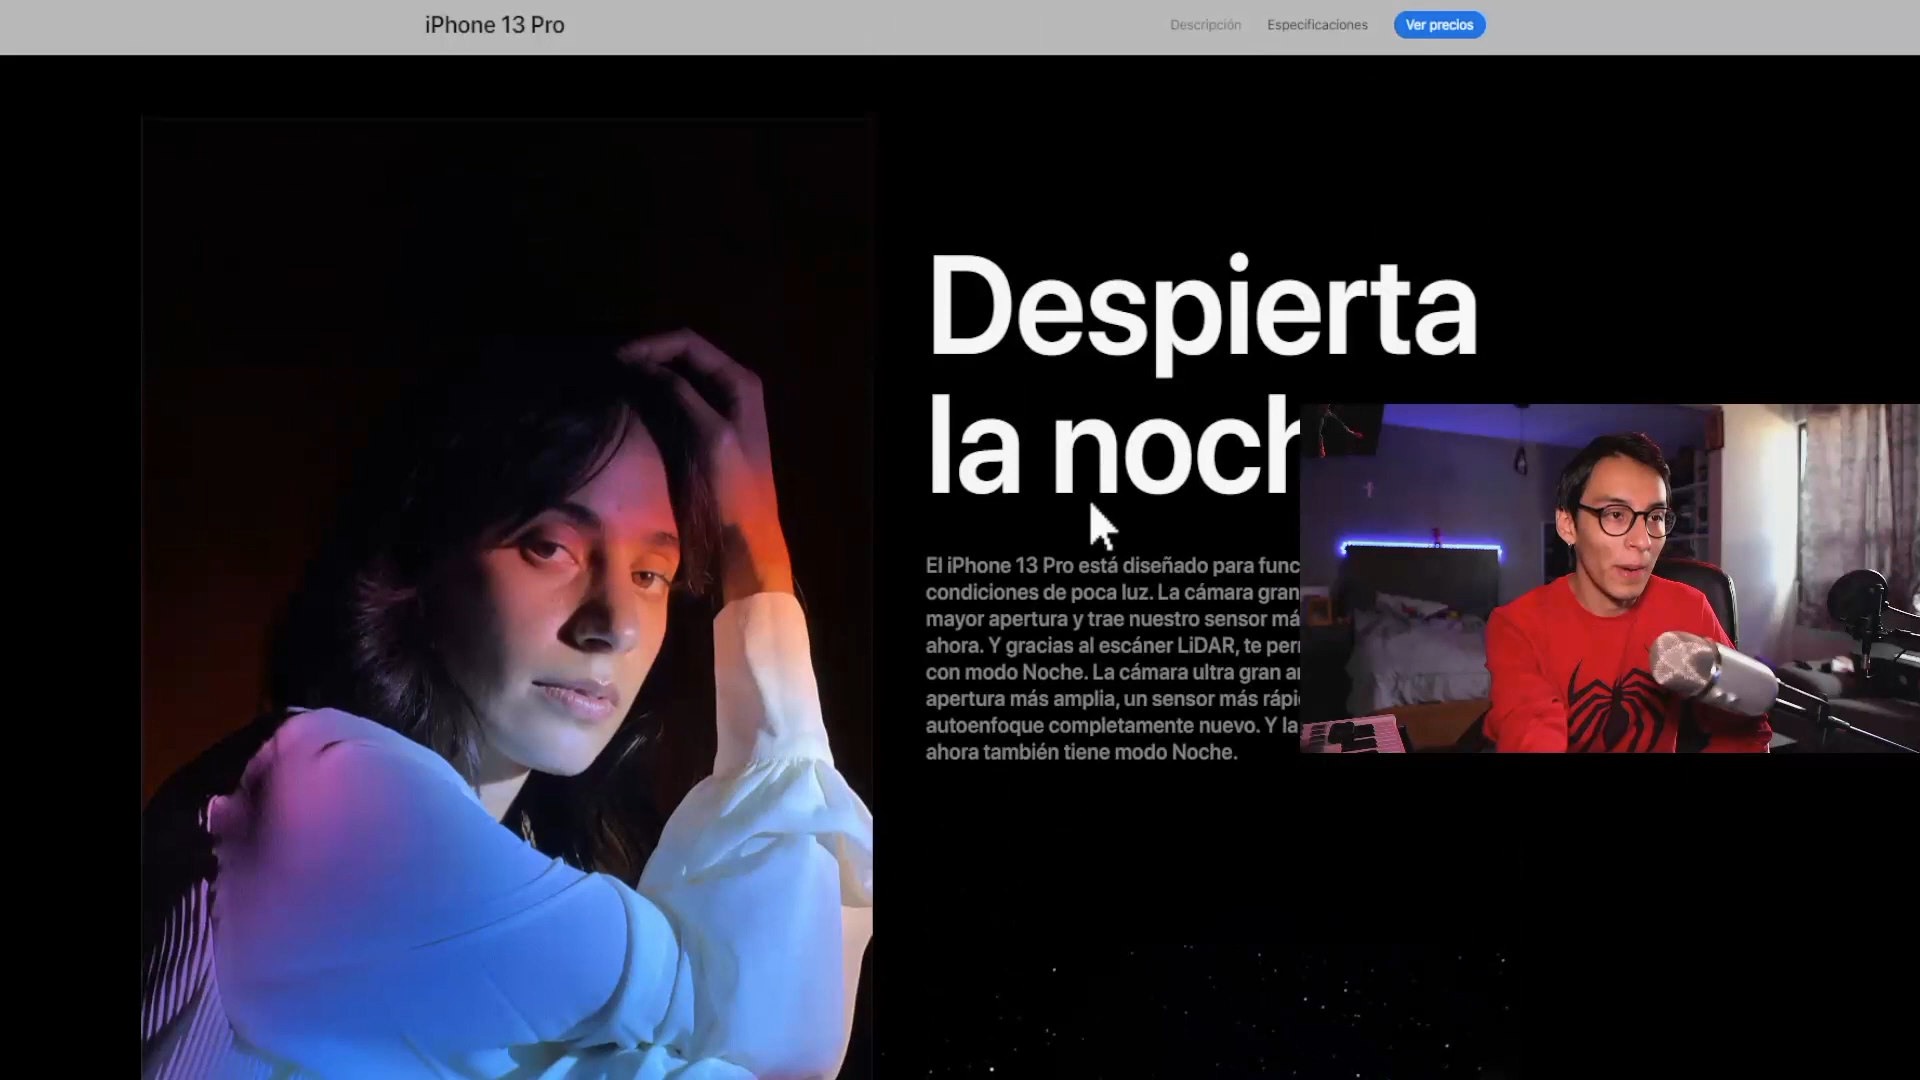 iPhone 13 Pro
Descripción
Especificaciones
Ver precios
Despierta
la noch
El iPhone 13 Pro está diseñado para func
condiciones de poca luz. La cámara gran
mayor apertura y trae nuestro sensor má
ahora. Y gracias al escáner LiDAR, te per
con modo Noche. La cámara ultra gran a
apertura más amplia, un sensor más rápi
autoenfoque completamente nuevo. Y la
ahora también tiene modo Noche.